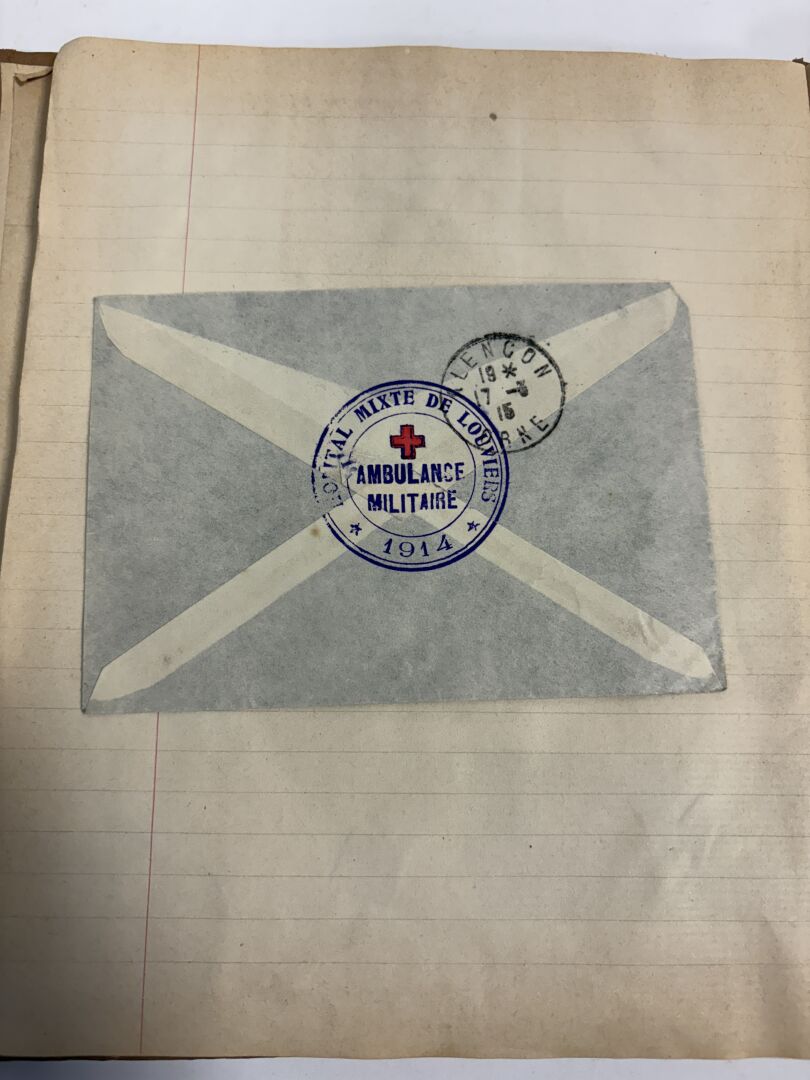 ALENCON
19 *
17 - 7
15
ORNE
HOPITAL MIXTE DE LOUVIERS
AMBULANCE
MILITAIRE
* 1914 *